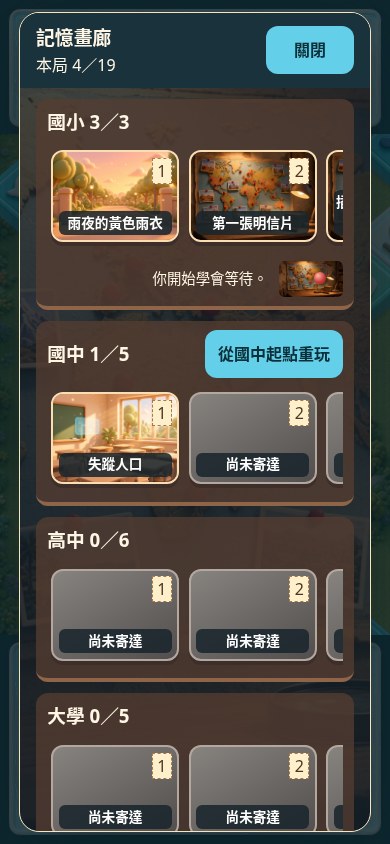 記憶畫廊
本局 4／19
關閉
國小 3／3
1
2
雨夜的黃色雨衣
第一張明信片
你開始學會等待。
國中 1／5
從國中起點重玩
1
2
失蹤人口
尚未寄達
高中 0／6
1
2
尚未寄達
尚未寄達
大學 0／5
1
2
尚未寄達
尚未寄達